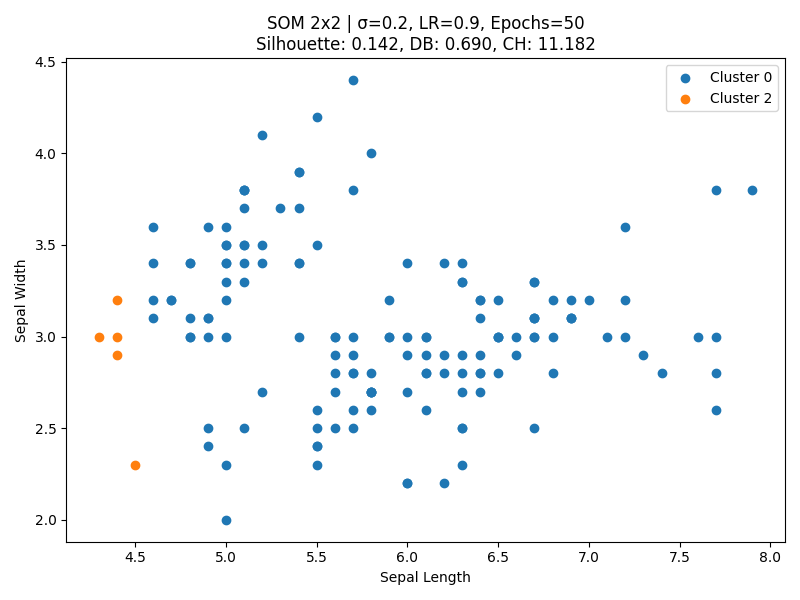 SOM 2x2 | σ=0.2, LR=0.9, Epochs=50
Silhouette: 0.142, DB: 0.690, CH: 11.182
Cluster 0
Cluster 2
Sepal Width
4.5
4.0
3.5
3.0
2.5
2.0
4.5 5.0 5.5 6.0 6.5 7.0 7.5 8.0
Sepal Length